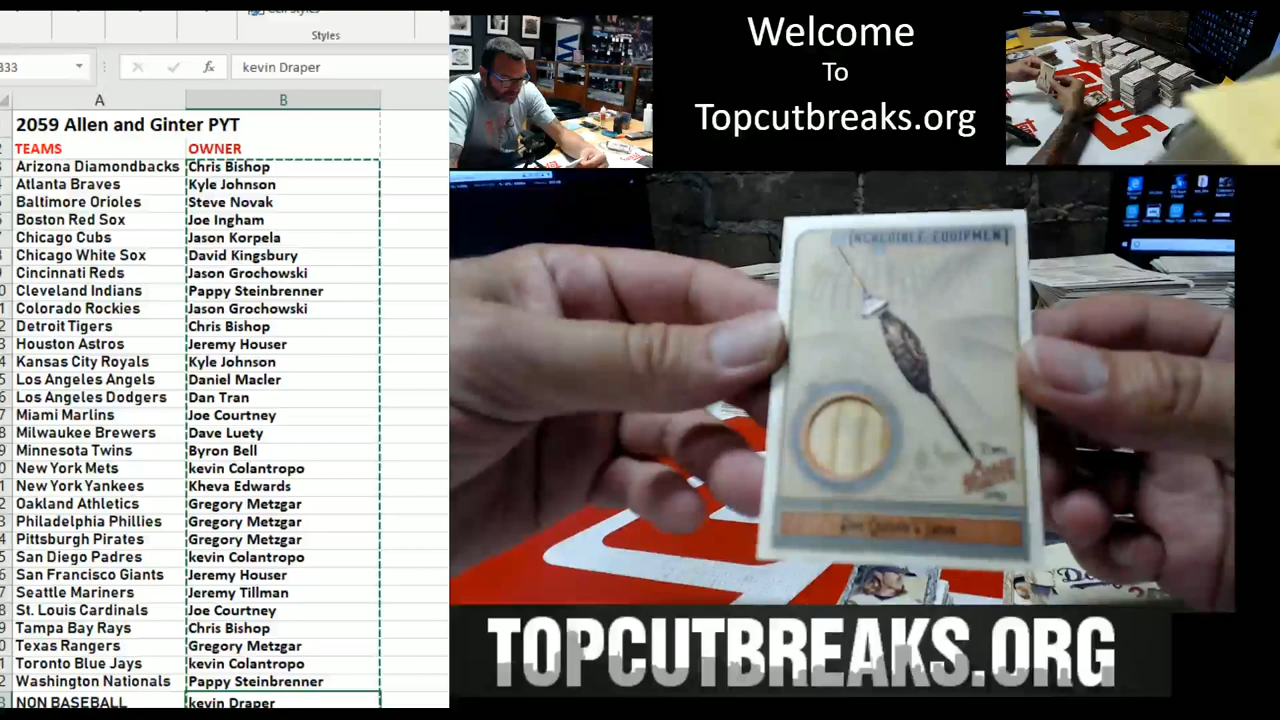 Styles
B33
kevin Draper
A
B
2059 Allen and Ginter PYT
TEAMS OWNER
Arizona Diamondbacks Chris Bishop
Atlanta Braves Kyle Johnson
Baltimore Orioles Steve Novak
Boston Red Sox Joe Ingham
Chicago Cubs Jason Korpela
Chicago White Sox David Kingsbury
Cincinnati Reds Jason Grochowski
Cleveland Indians Pappy Steinbrenner
Colorado Rockies Jason Grochowski
Detroit Tigers Chris Bishop
Houston Astros Jeremy Houser
Kansas City Royals Kyle Johnson
Los Angeles Angels Daniel Macler
Los Angeles Dodgers Dan Tran
Miami Marlins Joe Courtney
Milwaukee Brewers Dave Luety
Minnesota Twins Byron Bell
New York Mets kevin Colantropo
New York Yankees Kheva Edwards
Oakland Athletics Gregory Metzgar
Philadelphia Phillies Gregory Metzgar
Pittsburgh Pirates Gregory Metzgar
San Diego Padres kevin Colantropo
San Francisco Giants Jeremy Houser
Seattle Mariners Jeremy Tillman
St. Louis Cardinals Joe Courtney
Tampa Bay Rays Chris Bishop
Texas Rangers Gregory Metzgar
Toronto Blue Jays kevin Colantropo
Washington Nationals Pappy Steinbrenner
NON BASEBALL kevin Draper
Welcome
To
Topcutbreaks.org
INCREDIBLE EQUIPMENT
TOPCUTBREAKS.ORG